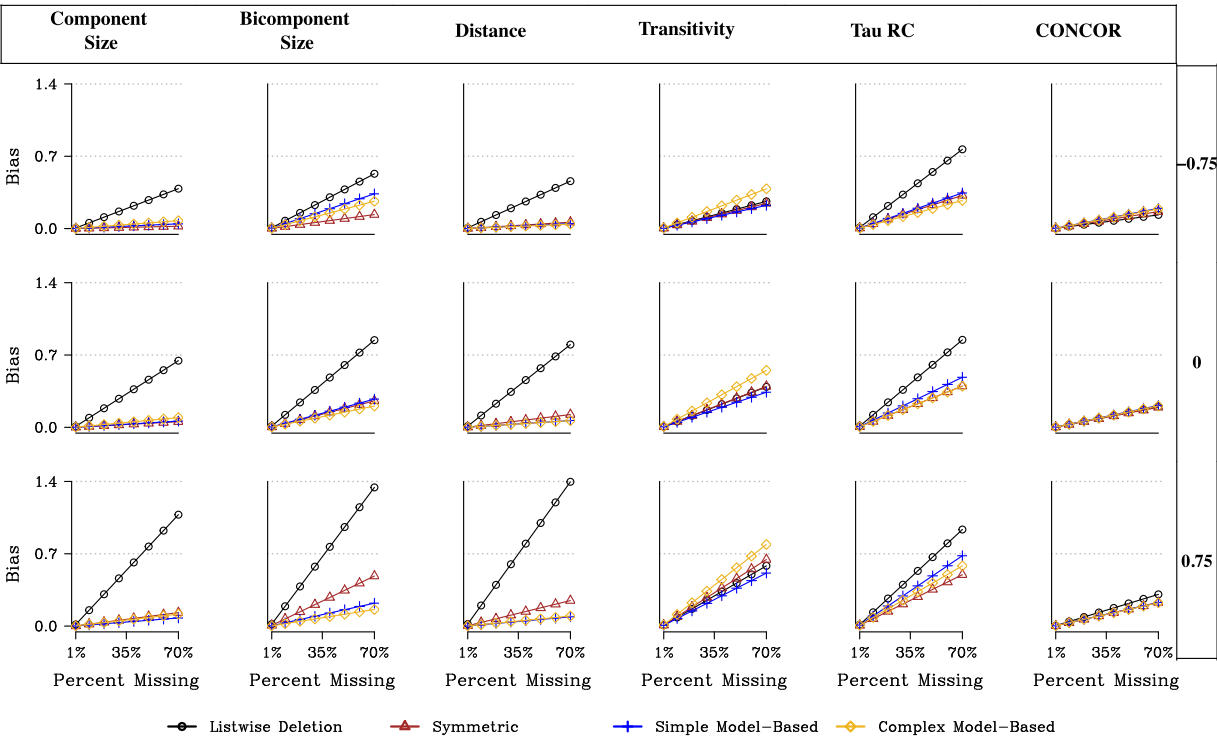 Component Size
Bicomponent Size
Distance
Transitivity
Tau RC
CONCOR
1.4
0.7
0.0
Bias
−0.75
1.4
0.7
0.0
Bias
0
1.4
0.7
0.0
Bias
0.75
1% 35% 70% 1% 35% 70% 1% 35% 70% 1% 35% 70% 1% 35% 70% 1% 35% 70%
Percent Missing Percent Missing Percent Missing Percent Missing Percent Missing Percent Missing
Listwise Deletion Symmetric Simple Model−Based Complex Model−Based